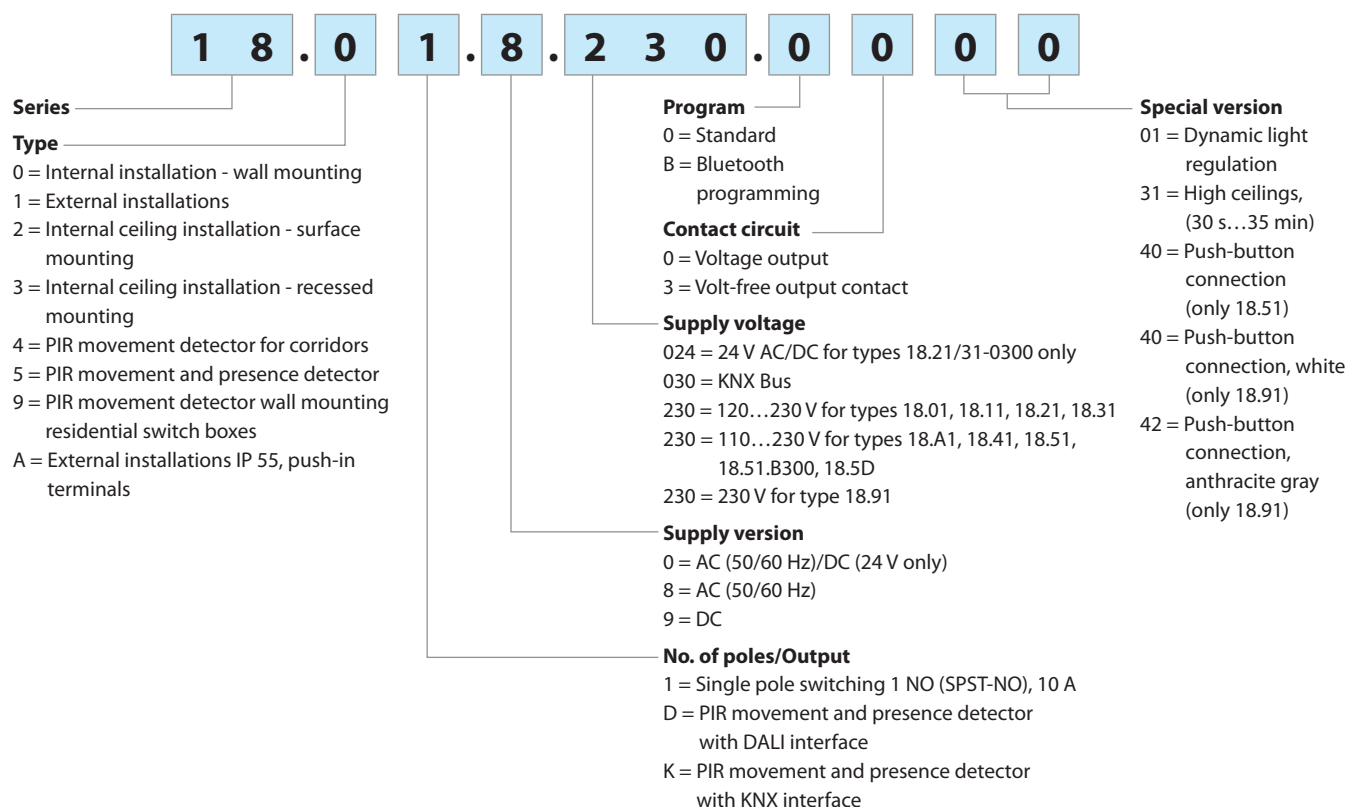 1 8 . 0 1 . 8 . 2 3 0 . 0 0 0 0
Series
Type
0 = Internal installation - wall mounting
1 = External installations
2 = Internal ceiling installation - surface
mounting
3 = Internal ceiling installation - recessed
mounting
4 = PIR movement detector for corridors
5 = PIR movement and presence detector
9 = PIR movement detector wall mounting
residential switch boxes
A = External installations IP 55, push-in
terminals
Program
0 = Standard
B = Bluetooth
programming
Contact circuit
0 = Voltage output
3 = Volt-free output contact
Supply voltage
024 = 24 V AC/DC for types 18.21/31-0300 only
030 = KNX Bus
230 = 120…230 V for types 18.01, 18.11, 18.21, 18.31
230 = 110…230 V for types 18.A1, 18.41, 18.51,
18.51.B300, 18.5D
230 = 230 V for type 18.91
Supply version
0 = AC (50/60 Hz)/DC (24 V only)
8 = AC (50/60 Hz)
9 = DC
No. of poles/Output
1 = Single pole switching 1 NO (SPST-NO), 10 A
D = PIR movement and presence detector
with DALI interface
K = PIR movement and presence detector
with KNX interface
Special version
01 = Dynamic light
regulation
31 = High ceilings,
(30 s…35 min)
40 = Push-button
connection
(only 18.51)
40 = Push-button
connection, white
(only 18.91)
42 = Push-button
connection,
anthracite gray
(only 18.91)